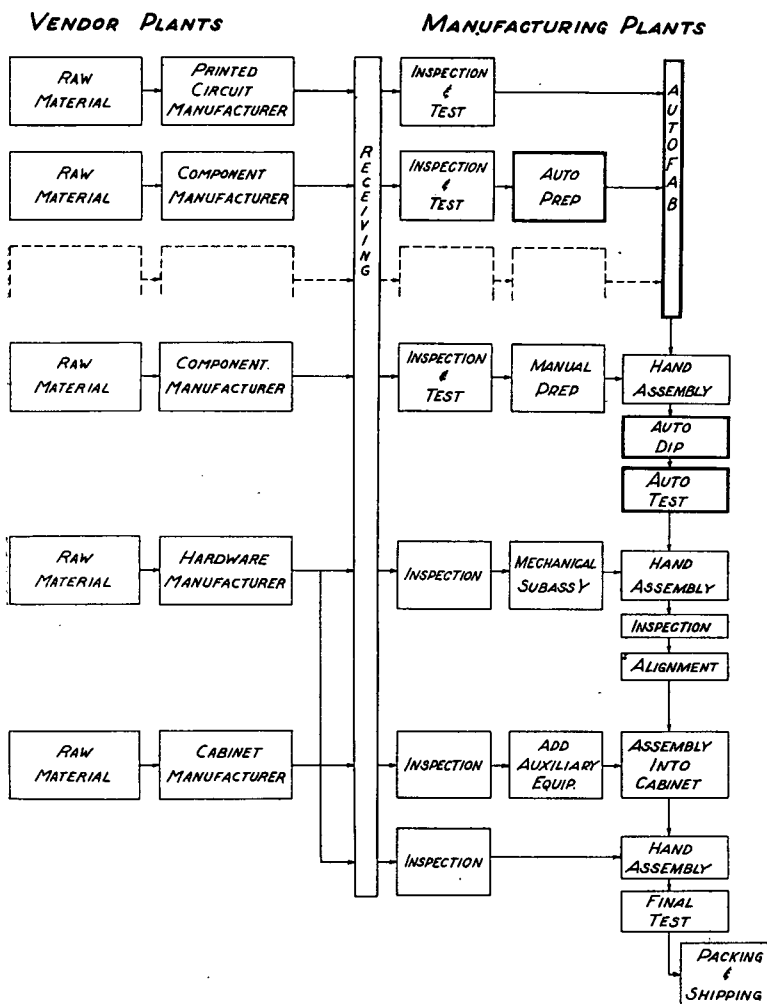 VENDOR PLANTS
MANUFACTURING PLANTS
RAW
MATERIAL
PRINTED
CIRCUIT
MANUFACTURER
RECEIVING
INSPECTION
&
TEST
AUTOFAB
RAW
MATERIAL
COMPONENT
MANUFACTURER
INSPECTION
&
TEST
AUTO
PREP
RAW
MATERIAL
COMPONENT.
MANUFACTURER
INSPECTION
&
TEST
MANUAL
PREP
HAND
ASSEMBLY
AUTO
DIP
AUTO
TEST
RAW
MATERIAL
HARDWARE
MANUFACTURER
INSPECTION
MECHANICAL
SUBASSY
HAND
ASSEMBLY
INSPECTION
ALIGNMENT
RAW
MATERIAL
CABINET
MANUFACTURER
INSPECTION
ADD
AUXILIARY
EQUIP.
ASSEMBLY
INTO
CABINET
INSPECTION
HAND
ASSEMBLY
FINAL
TEST
PACKING
&
SHIPPING